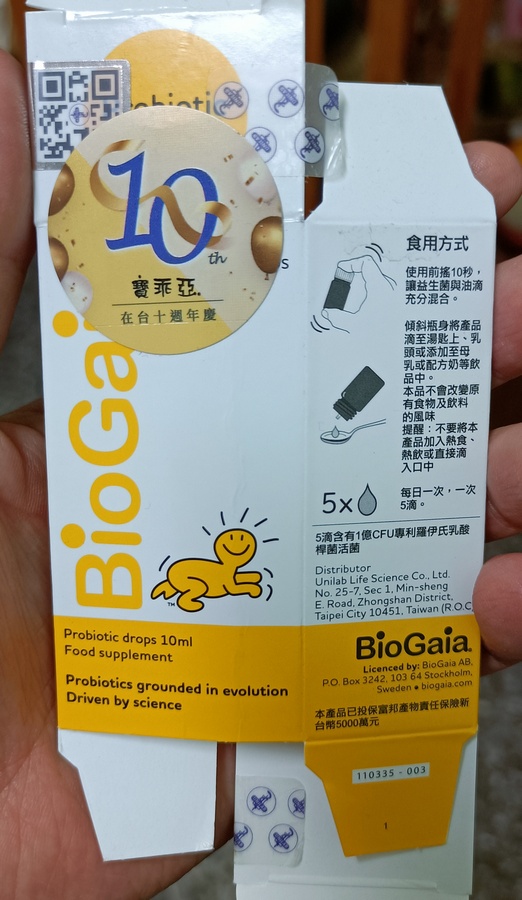 10
th
寶乖亞
在台十週年慶
BioGai
TM
Probiotic drops 10ml
Food supplement
Probiotics grounded in evolution
Driven by science
食用方式
使用前搖10秒，
讓益生菌與油滴
充分混合。
傾斜瓶身將產品
滴至湯匙上、乳
頭或添加至母
乳或配方奶等飲
品中。
本品不會改變原
有食物及飲料
的風味
提醒：不要將本
產品加入熱食、
熱飲或直接滴
入口中
5x
每日一次，一次
5滴。
5滴含有1億CFU專利羅伊氏乳酸
桿菌活菌
Distributor
Unilab Life Science Co., Ltd.
No. 25-7, Sec 1, Min-sheng
E. Road, Zhongshan District,
Taipei City 10451, Taiwan (R.O.C
BioGaia
Licenced by: BioGaia AB,
P.O. Box 3242, 103 64 Stockholm,
Sweden • biogaia.com
本產品已投保富邦產物責任保險新
台幣5000萬元
110335 - 003
1